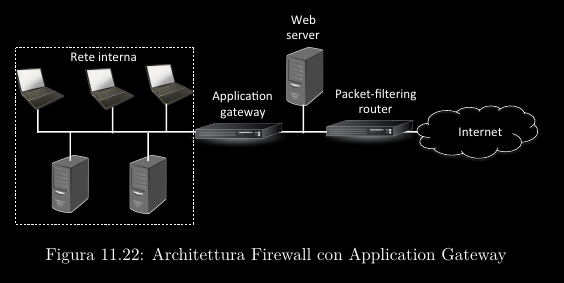 Web
server
Rete interna
Application
gateway
Packet-filtering
router
Internet
Figura 11.22: Architettura Firewall con Application Gateway